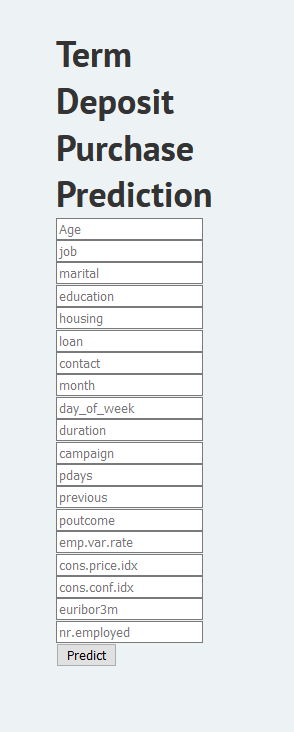 Term
Deposit
Purchase
Prediction
Age
job
marital
education
housing
loan
contact
month
day_of_week
duration
campaign
pdays
previous
poutcome
emp.var.rate
cons.price.idx
cons.conf.idx
euribor3m
nr.employed
Predict